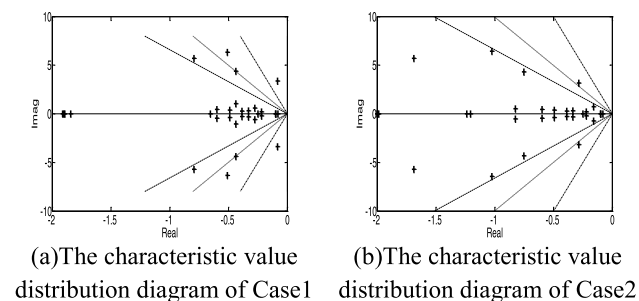 10
5
0
-5
-10
-2
-1.5
-1
-0.5
0
Real
Imag
10
5
0
-5
-10
-2
-1.5
-1
-0.5
0
Real
Imag
(a)The characteristic value
distribution diagram of Case1
(b)The characteristic value
distribution diagram of Case2